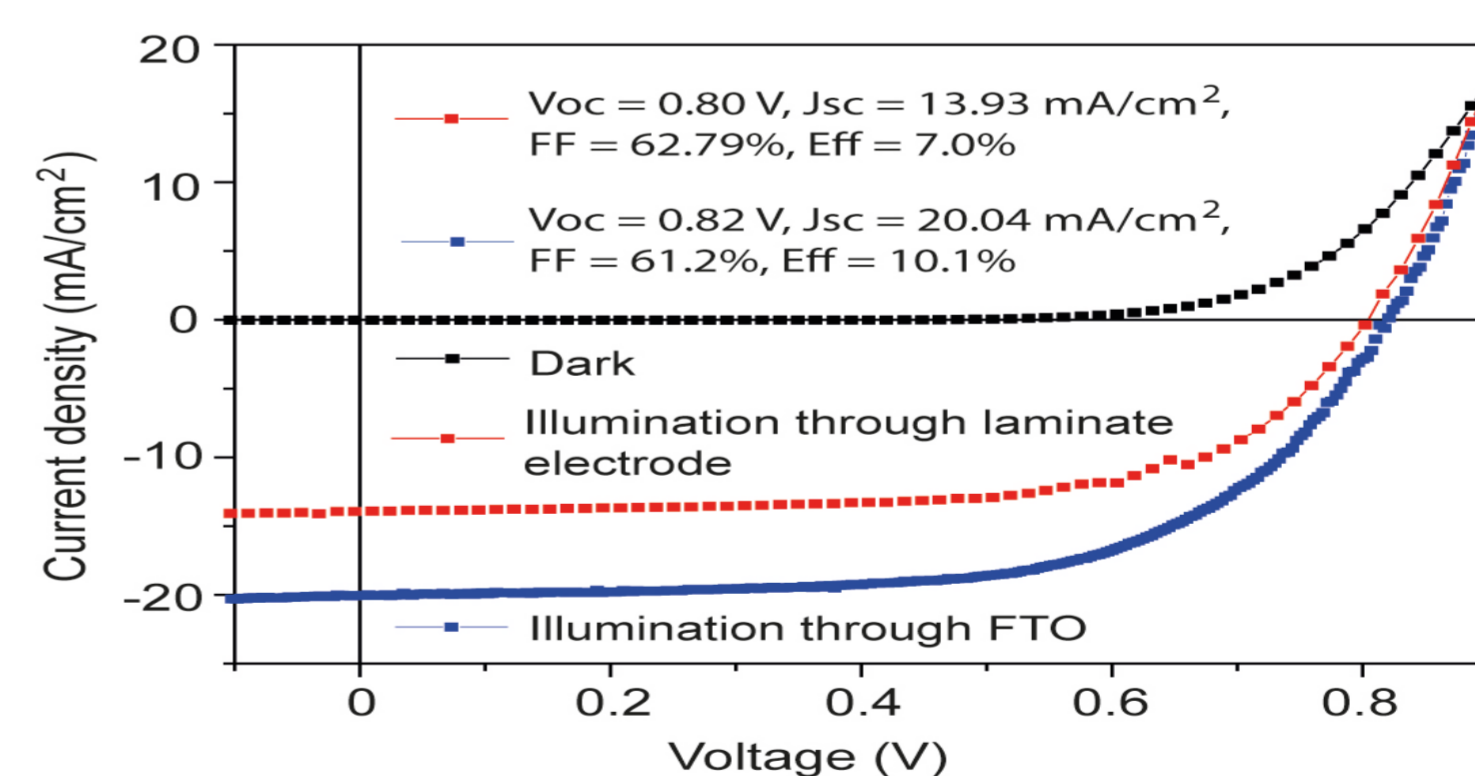 20
10
0
-10
-20
Current density (mA/cm²)
Voc = 0.80 V, Jsc = 13.93 mA/cm²,
FF = 62.79%, Eff = 7.0%
Voc = 0.82 V, Jsc = 20.04 mA/cm²,
FF = 61.2%, Eff = 10.1%
Dark
Illumination through laminate
electrode
Illumination through FTO
0 0.2 0.4 0.6 0.8
Voltage (V)